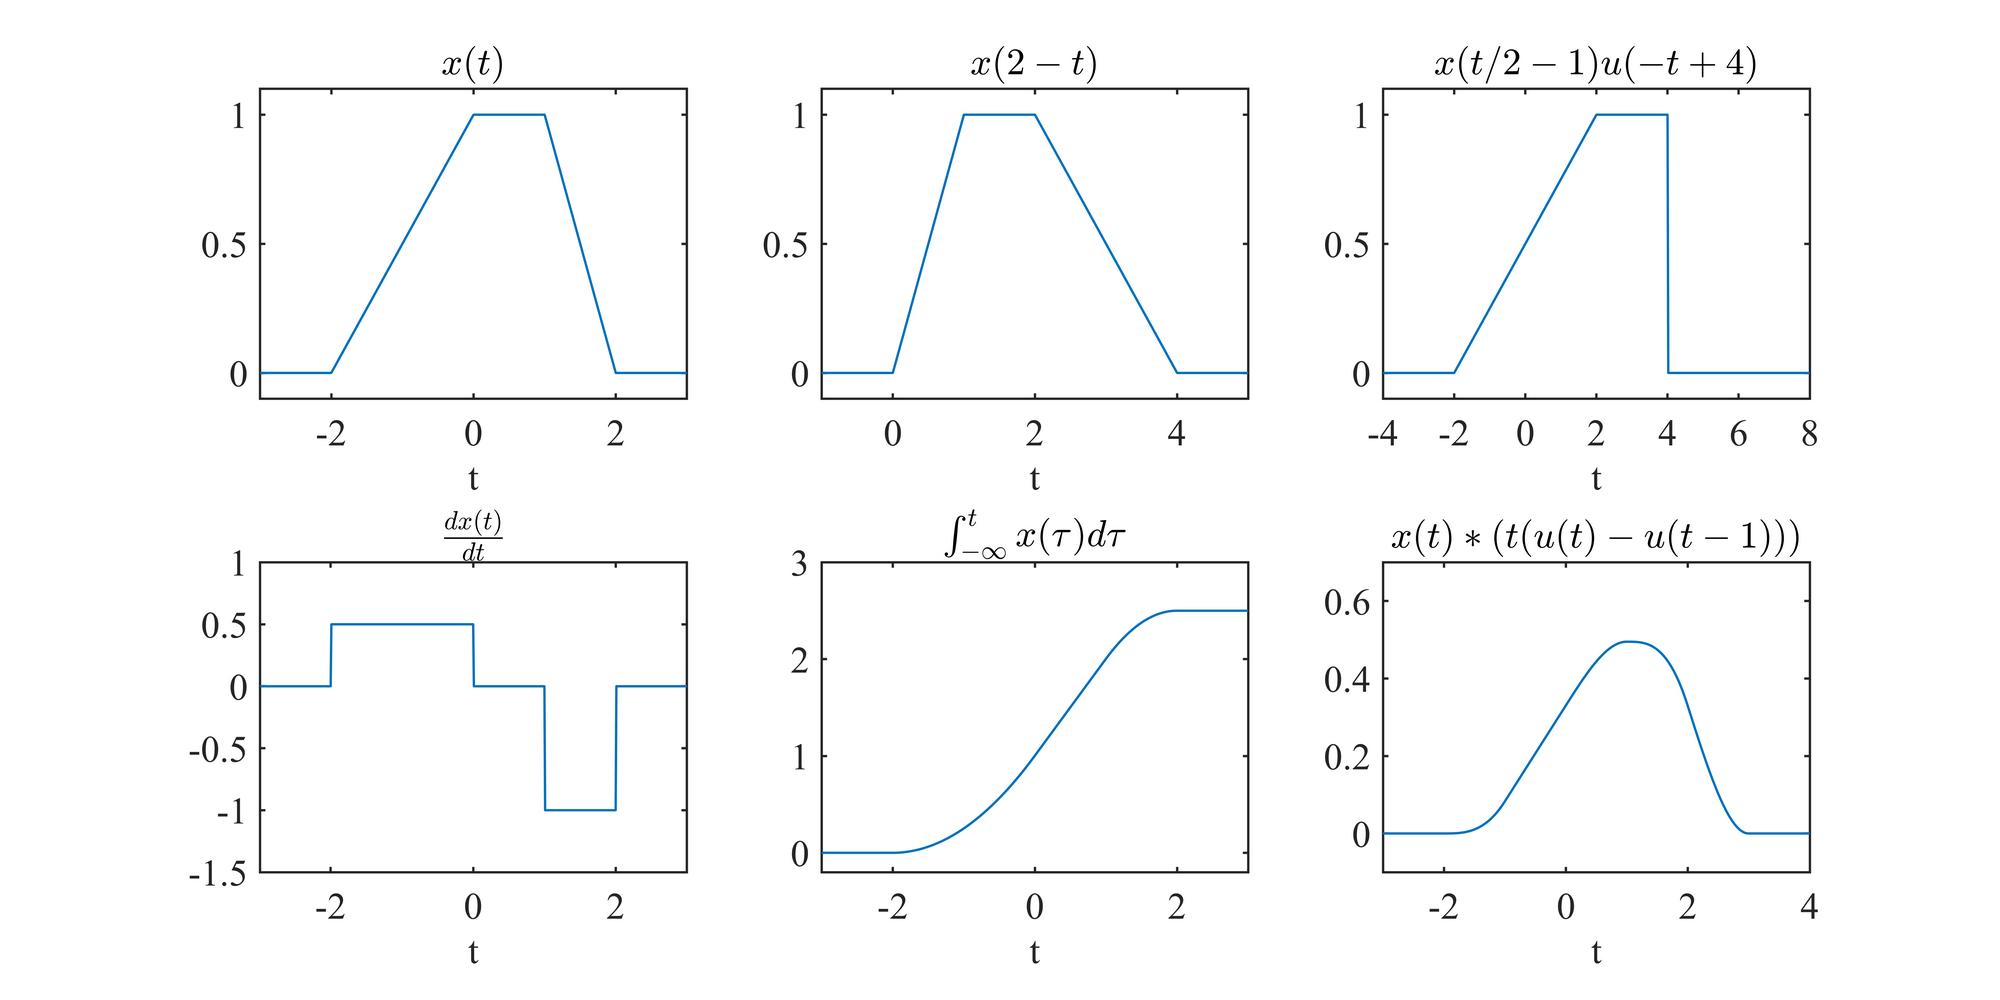 x(t)
1
0.5
0
-2 0 2
t
x(2 − t)
1
0.5
0
0 2 4
t
x(t/2 − 1)u(−t + 4)
1
0.5
0
-4 -2 0 2 4 6 8
t
dx(t)
dt
1
0.5
0
-0.5
-1
-1.5
-2 0 2
t
∫_{−∞}^{t} x(τ)dτ
3
2
1
0
-2 0 2
t
x(t) ∗ (t(u(t) − u(t − 1)))
0.6
0.4
0.2
0
-2 0 2 4
t